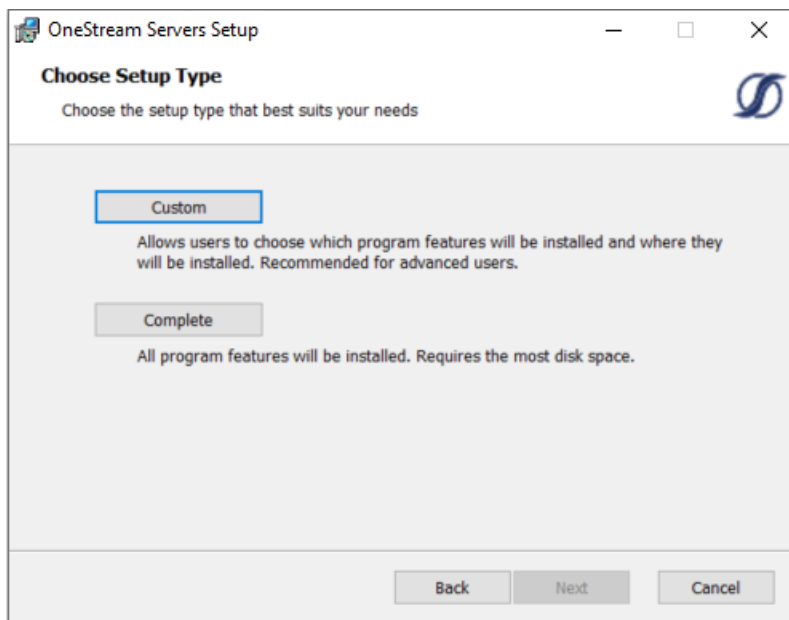 OneStream Servers Setup
Choose Setup Type
Choose the setup type that best suits your needs
Custom
Allows users to choose which program features will be installed and where they
will be installed. Recommended for advanced users.
Complete
All program features will be installed. Requires the most disk space.
Back Next Cancel